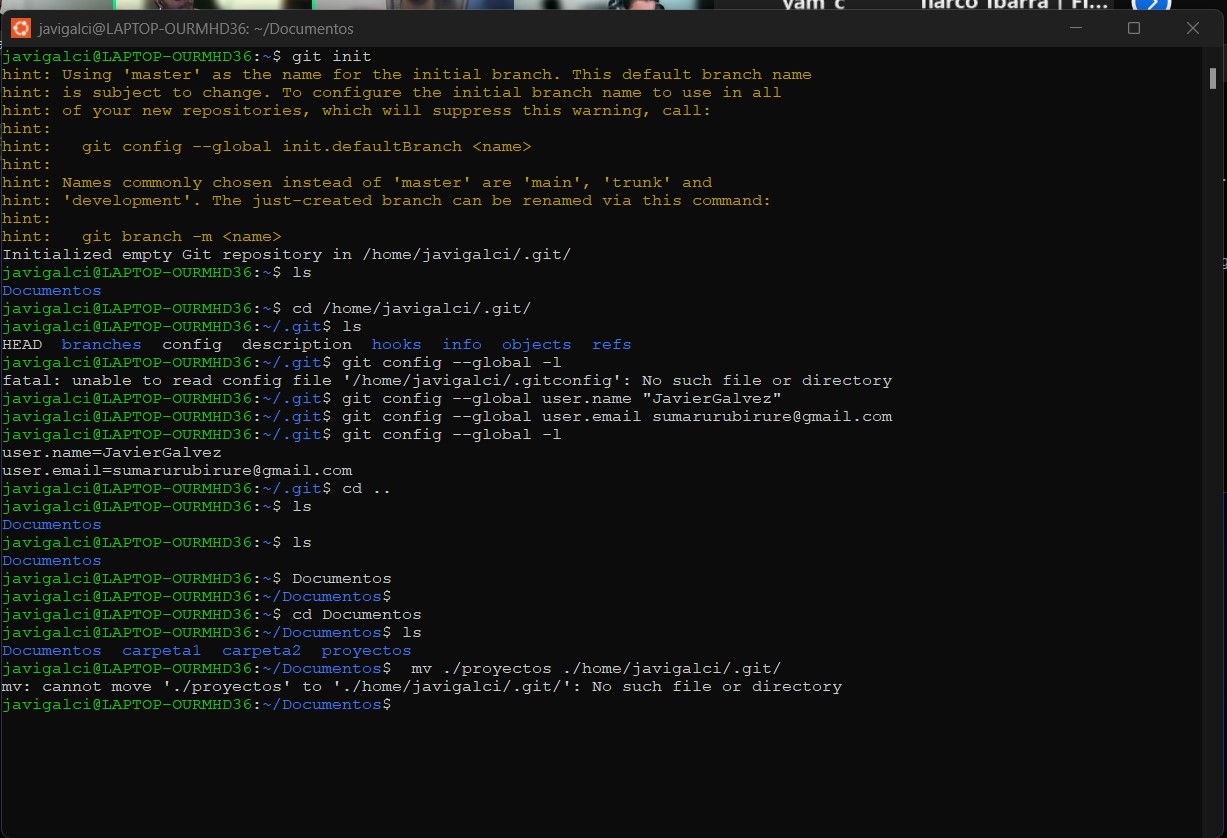 yam c
narco Ibarra | Fi...
javigalci@LAPTOP-OURMHD36: ~/Documentos
javigalci@LAPTOP-OURMHD36:~$ git init
hint: Using 'master' as the name for the initial branch. This default branch name
hint: is subject to change. To configure the initial branch name to use in all
hint: of your new repositories, which will suppress this warning, call:
hint:
hint:   git config --global init.defaultBranch <name>
hint:
hint: Names commonly chosen instead of 'master' are 'main', 'trunk' and
hint: 'development'. The just-created branch can be renamed via this command:
hint:
hint:   git branch -m <name>
Initialized empty Git repository in /home/javigalci/.git/
javigalci@LAPTOP-OURMHD36:~$ ls
Documentos
javigalci@LAPTOP-OURMHD36:~$ cd /home/javigalci/.git/
javigalci@LAPTOP-OURMHD36:~/.git$ ls
HEAD  branches  config  description  hooks  info  objects  refs
javigalci@LAPTOP-OURMHD36:~/.git$ git config --global -l
fatal: unable to read config file '/home/javigalci/.gitconfig': No such file or directory
javigalci@LAPTOP-OURMHD36:~/.git$ git config --global user.name "JavierGalvez"
javigalci@LAPTOP-OURMHD36:~/.git$ git config --global user.email sumarurubirure@gmail.com
javigalci@LAPTOP-OURMHD36:~/.git$ git config --global -l
user.name=JavierGalvez
user.email=sumarurubirure@gmail.com
javigalci@LAPTOP-OURMHD36:~/.git$ cd ..
javigalci@LAPTOP-OURMHD36:~$ ls
Documentos
javigalci@LAPTOP-OURMHD36:~$ ls
Documentos
javigalci@LAPTOP-OURMHD36:~$ Documentos
javigalci@LAPTOP-OURMHD36:~/Documentos$
javigalci@LAPTOP-OURMHD36:~$ cd Documentos
javigalci@LAPTOP-OURMHD36:~/Documentos$ ls
Documentos  carpeta1  carpeta2  proyectos
javigalci@LAPTOP-OURMHD36:~/Documentos$  mv ./proyectos ./home/javigalci/.git/
mv: cannot move './proyectos' to './home/javigalci/.git/': No such file or directory
javigalci@LAPTOP-OURMHD36:~/Documentos$